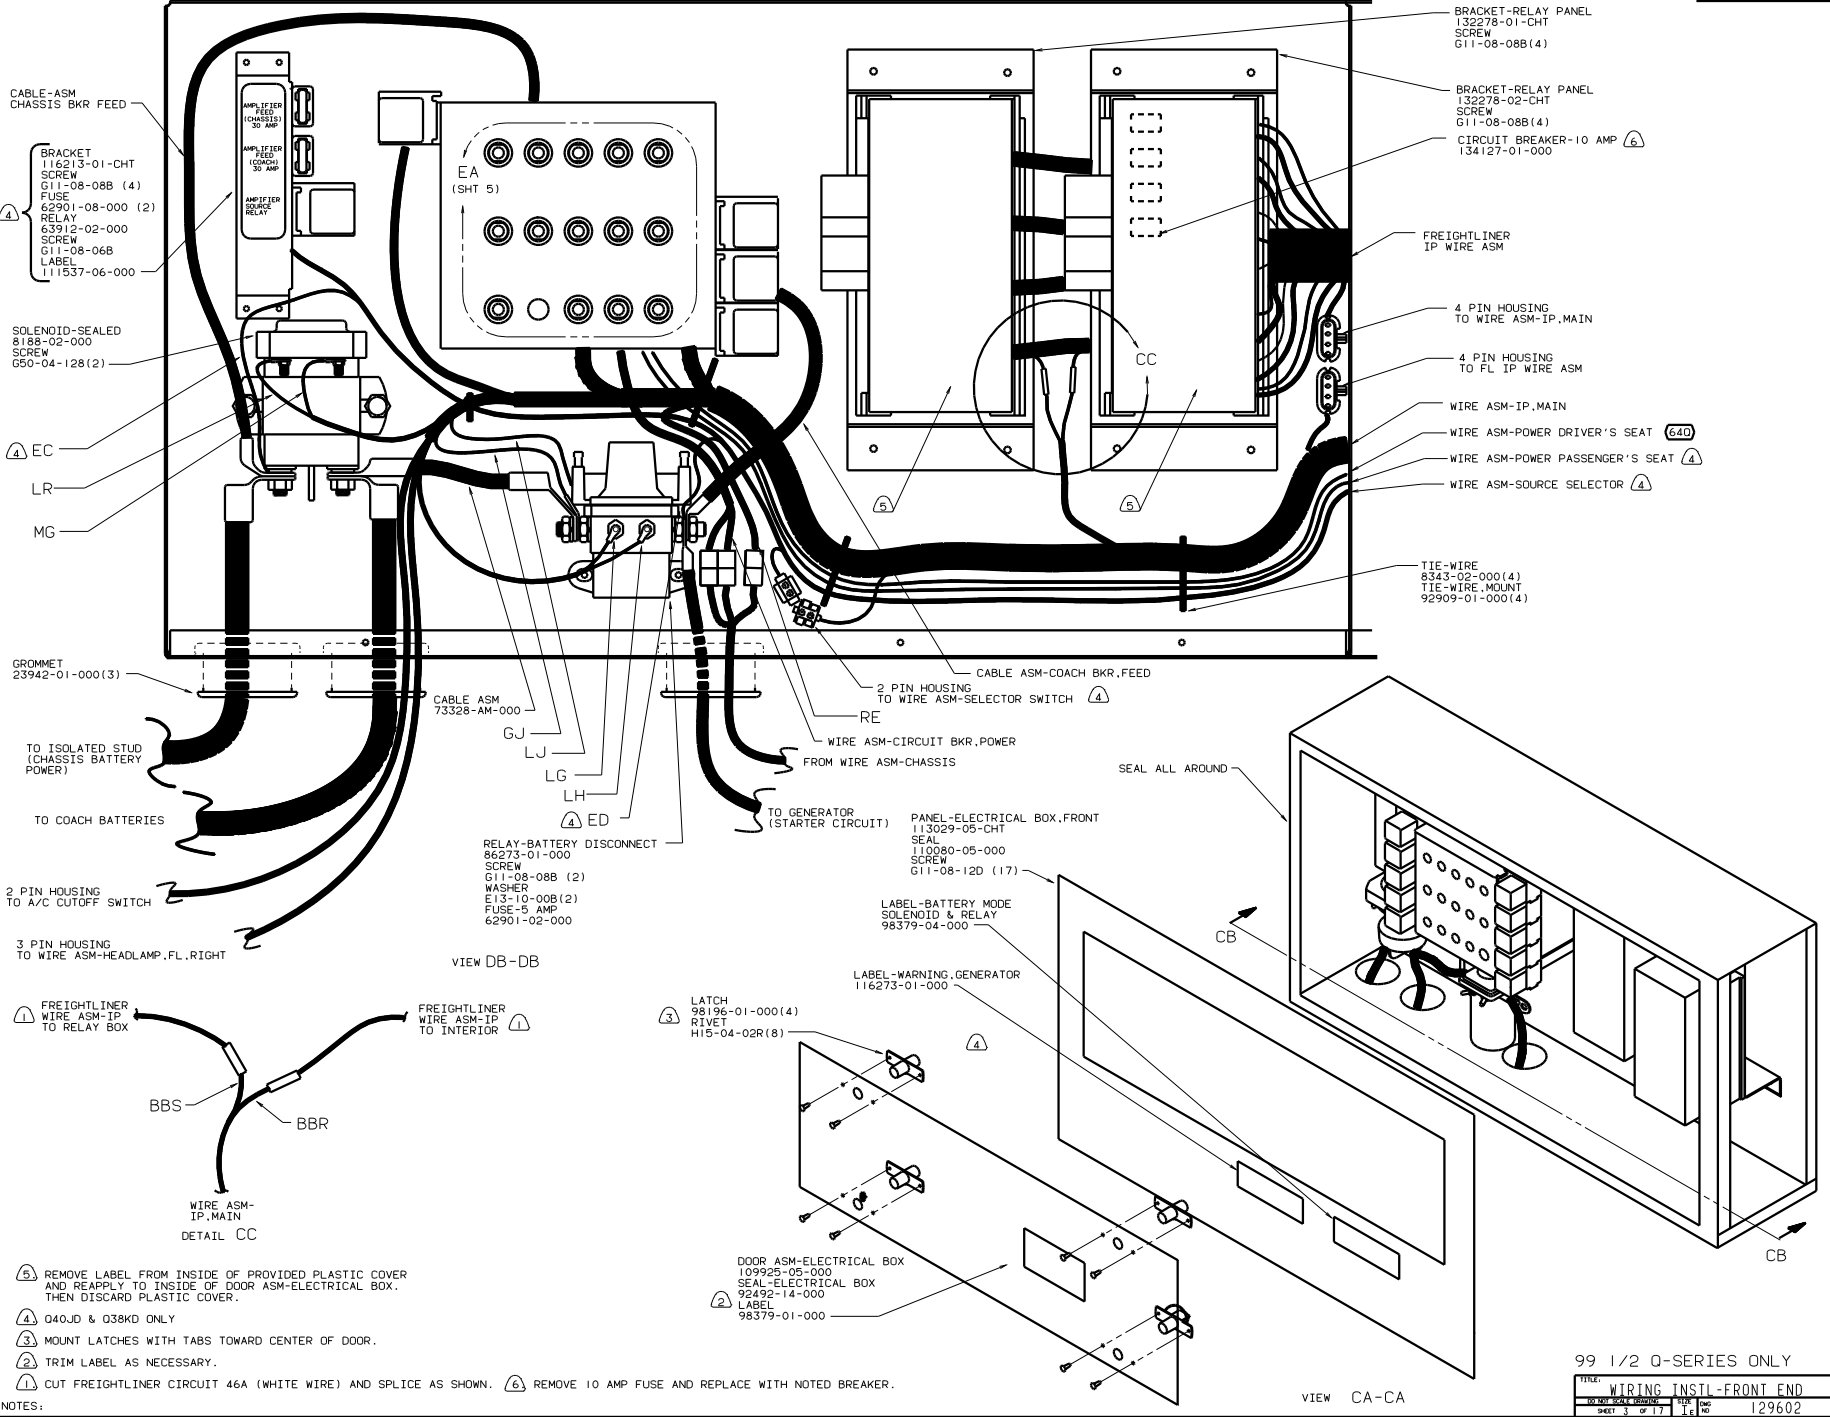 CABLE-ASM
CHASSIS BKR FEED
BRACKET
116213-01-CHT
SCREW
G11-08-08B (4)
FUSE
62901-08-000 (2)
RELAY
63912-02-000
SCREW
G11-08-06B
LABEL
111537-06-000
4
AMPLIFIER
FEED
(CHASSIS)
30 AMP
AMPLIFIER
FEED
(COACH)
30 AMP
AMPIFIER
SOURCE
RELAY
EA
(SHT 5)
BRACKET-RELAY PANEL
132278-01-CHT
SCREW
G11-08-08B(4)
BRACKET-RELAY PANEL
132278-02-CHT
SCREW
G11-08-08B(4)
CIRCUIT BREAKER-10 AMP 6
134127-01-000
FREIGHTLINER
IP WIRE ASM
4 PIN HOUSING
TO WIRE ASM-IP,MAIN
4 PIN HOUSING
TO FL IP WIRE ASM
WIRE ASM-IP,MAIN
WIRE ASM-POWER DRIVER'S SEAT 64Q
WIRE ASM-POWER PASSENGER'S SEAT 4
WIRE ASM-SOURCE SELECTOR 4
TIE-WIRE
8343-02-000(4)
TIE-WIRE,MOUNT
92909-01-000(4)
CC
5
5
SOLENOID-SEALED
8188-02-000
SCREW
G50-04-128(2)
4 EC
LR
MG
GROMMET
23942-01-000(3)
TO ISOLATED STUD
(CHASSIS BATTERY
POWER)
TO COACH BATTERIES
2 PIN HOUSING
TO A/C CUTOFF SWITCH
3 PIN HOUSING
TO WIRE ASM-HEADLAMP,FL,RIGHT
CABLE ASM
73328-AM-000
GJ
LJ
LG
LH
4 ED
RELAY-BATTERY DISCONNECT
86273-01-000
SCREW
G11-08-08B (2)
WASHER
E13-10-00B(2)
FUSE-5 AMP
62901-02-000
VIEW DB-DB
CABLE ASM-COACH BKR,FEED
2 PIN HOUSING
TO WIRE ASM-SELECTOR SWITCH 4
RE
WIRE ASM-CIRCUIT BKR,POWER
FROM WIRE ASM-CHASSIS
TO GENERATOR
(STARTER CIRCUIT)
SEAL ALL AROUND
PANEL-ELECTRICAL BOX,FRONT
113029-05-CHT
SEAL
110080-05-000
SCREW
G11-08-12D (17)
LABEL-BATTERY MODE
SOLENOID & RELAY
98379-04-000
LABEL-WARNING,GENERATOR
116273-01-000
4
CB
CB
3
LATCH
98196-01-000(4)
RIVET
H15-04-02R(8)
1
FREIGHTLINER
WIRE ASM-IP
TO RELAY BOX
FREIGHTLINER
WIRE ASM-IP
TO INTERIOR 1
BBS
BBR
WIRE ASM-
IP,MAIN
DETAIL CC
DOOR ASM-ELECTRICAL BOX
109925-05-000
SEAL-ELECTRICAL BOX
92492-14-000
2 LABEL
98379-01-000
VIEW CA-CA
5. REMOVE LABEL FROM INSIDE OF PROVIDED PLASTIC COVER
AND REAPPLY TO INSIDE OF DOOR ASM-ELECTRICAL BOX.
THEN DISCARD PLASTIC COVER.
4. Q40JD & Q38KD ONLY
3. MOUNT LATCHES WITH TABS TOWARD CENTER OF DOOR.
2. TRIM LABEL AS NECESSARY.
1. CUT FREIGHTLINER CIRCUIT 46A (WHITE WIRE) AND SPLICE AS SHOWN. 6. REMOVE 10 AMP FUSE AND REPLACE WITH NOTED BREAKER.
NOTES:
99 1/2 Q-SERIES ONLY
TITLE:
WIRING INSTL-FRONT END
DO NOT SCALE DRAWING
SHEET 3 OF 17
SIZE
IE
DWG
NO
129602